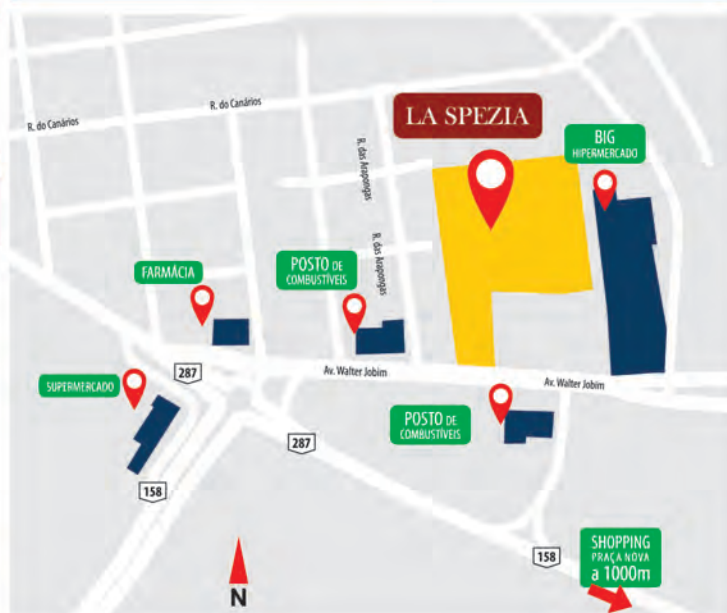 LA SPEZIA
R. do Canários
R. do Canários
BIG
HIPERMERCADO
R. das Arapongas
R. das Arapongas
FARMÁCIA
POSTO DE
COMBUSTÍVEIS
287
SUPERMERCADO
Av. Walter Jobim
Av. Walter Jobim
POSTO DE
COMBUSTÍVEIS
287
158
158
SHOPPING
PRAÇA NOVA
a 1000m
N